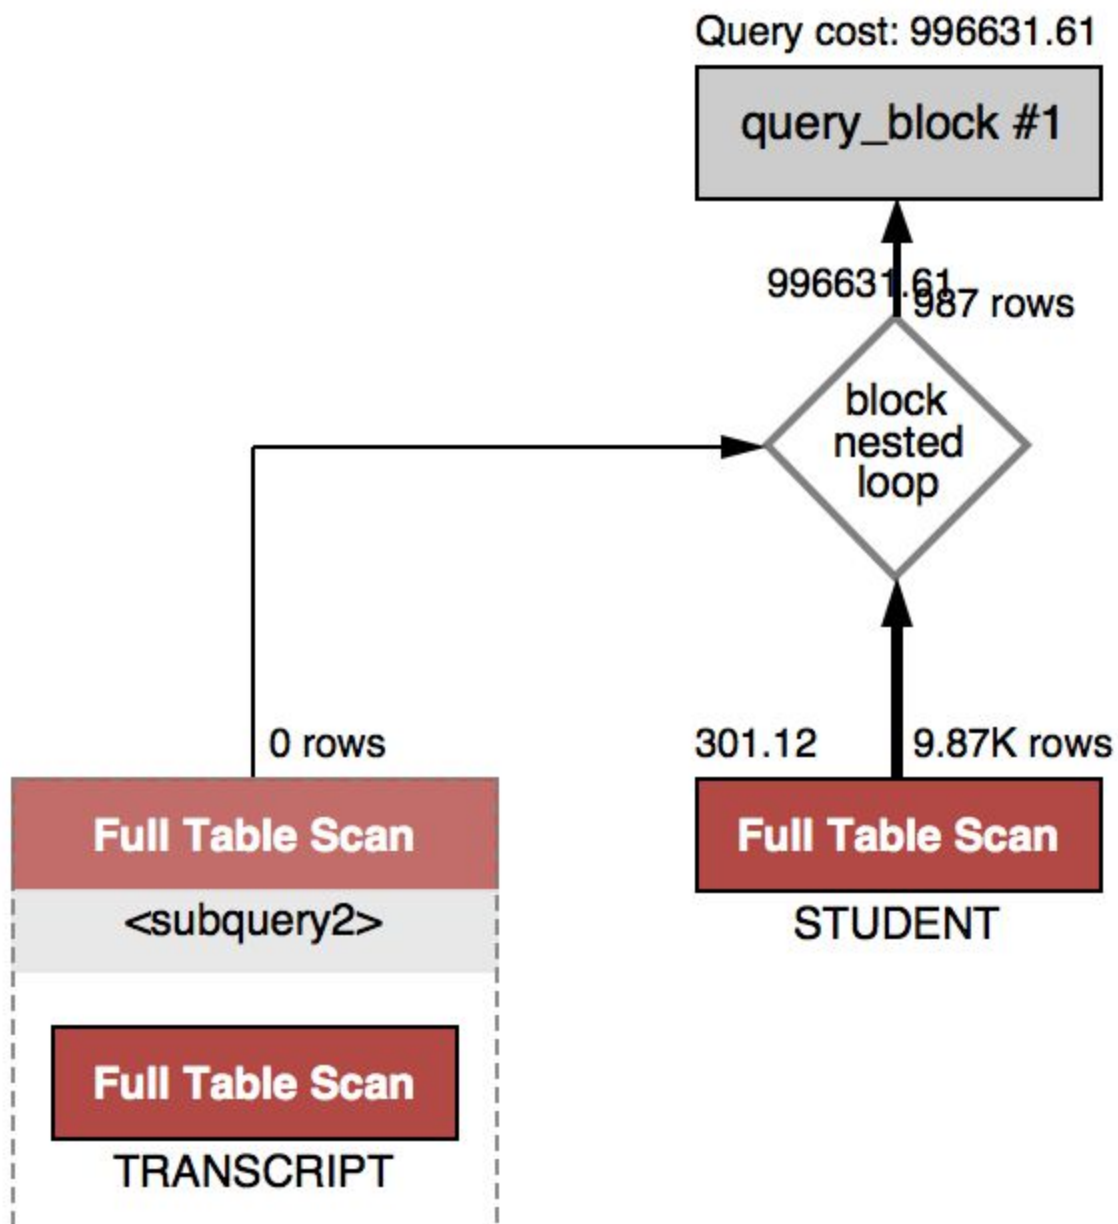 Query cost: 996631.61
query_block #1
996631.61
987 rows
block
nested
loop
0 rows
301.12
9.87K rows
Full Table Scan
Full Table Scan
<subquery2>
STUDENT
Full Table Scan
TRANSCRIPT